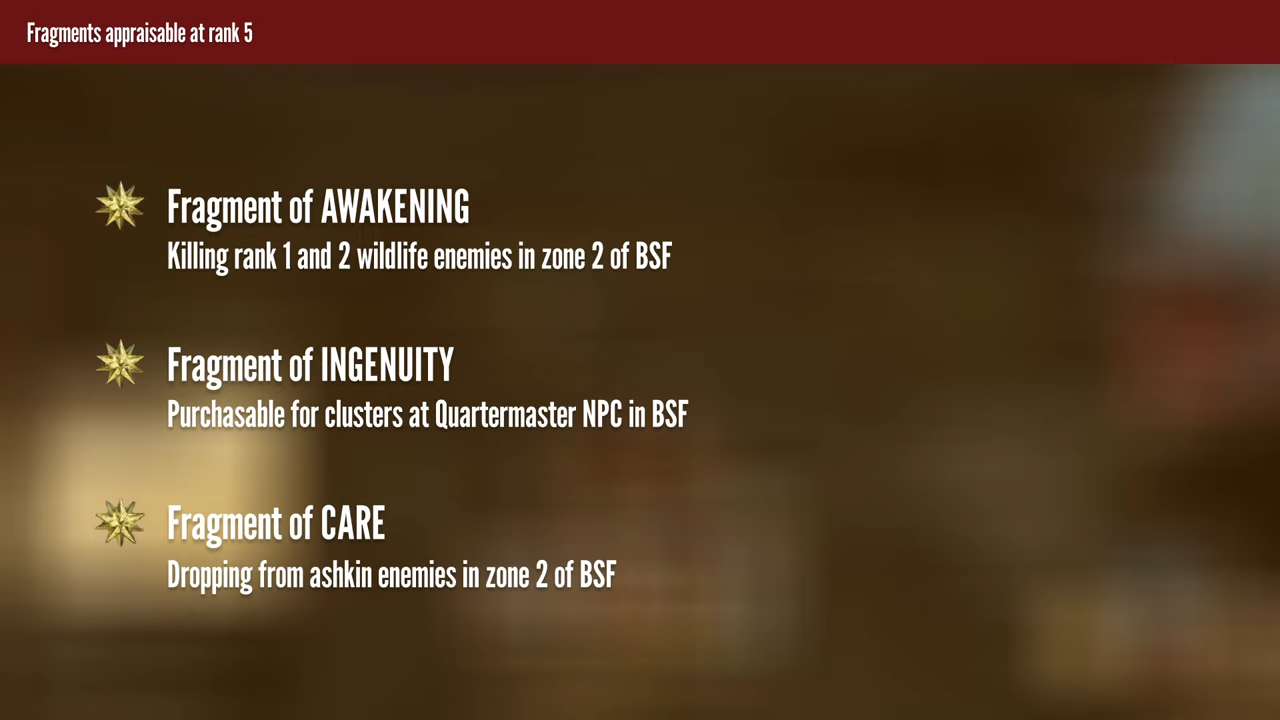 Fragments appraisable at rank 5
Fragment of AWAKENING
Killing rank 1 and 2 wildlife enemies in zone 2 of BSF
Fragment of INGENUITY
Purchasable for clusters at Quartermaster NPC in BSF
Fragment of CARE
Dropping from ashkin enemies in zone 2 of BSF